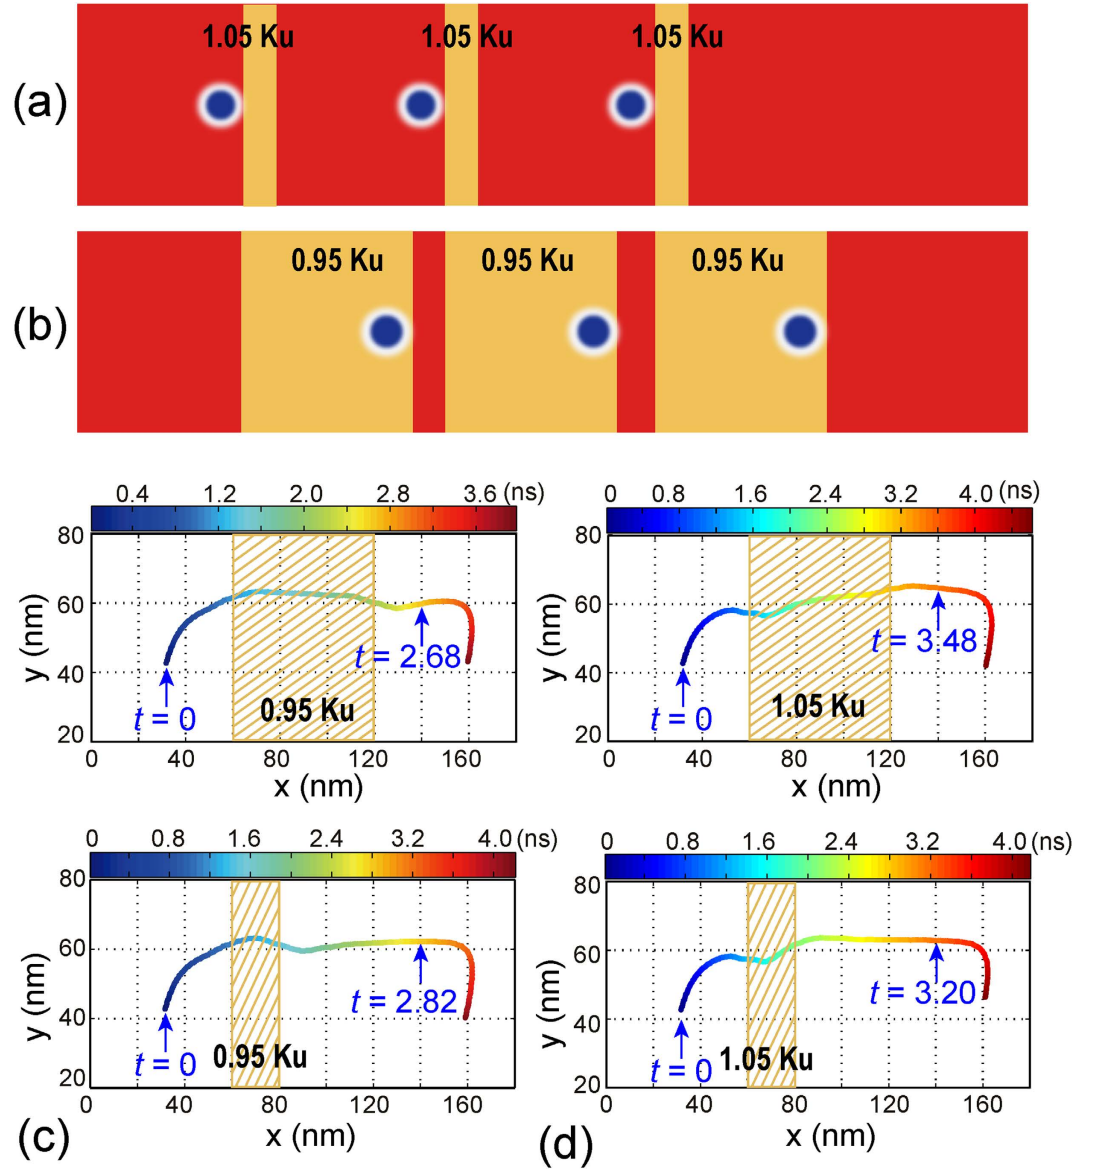 1.05 Ku 1.05 Ku 1.05 Ku
(a)
0.95 Ku 0.95 Ku 0.95 Ku
(b)
0.4 1.2 2.0 2.8 3.6 (ns)
80
60
40
20
y (nm)
t = 2.68
t = 0
0.95 Ku
0 40 80 120 160
x (nm)
0 0.8 1.6 2.4 3.2 4.0 (ns)
80
60
40
20
y (nm)
t = 3.48
t = 0
1.05 Ku
0 40 80 120 160
x (nm)
0 0.8 1.6 2.4 3.2 4.0 (ns)
80
60
40
20
y (nm)
t = 2.82
t = 0
0.95 Ku
0 40 80 120 160
x (nm)
(c)
0 0.8 1.6 2.4 3.2 4.0 (ns)
80
60
40
20
y (nm)
t = 3.20
t = 0
1.05 Ku
0 40 80 120 160
x (nm)
(d)